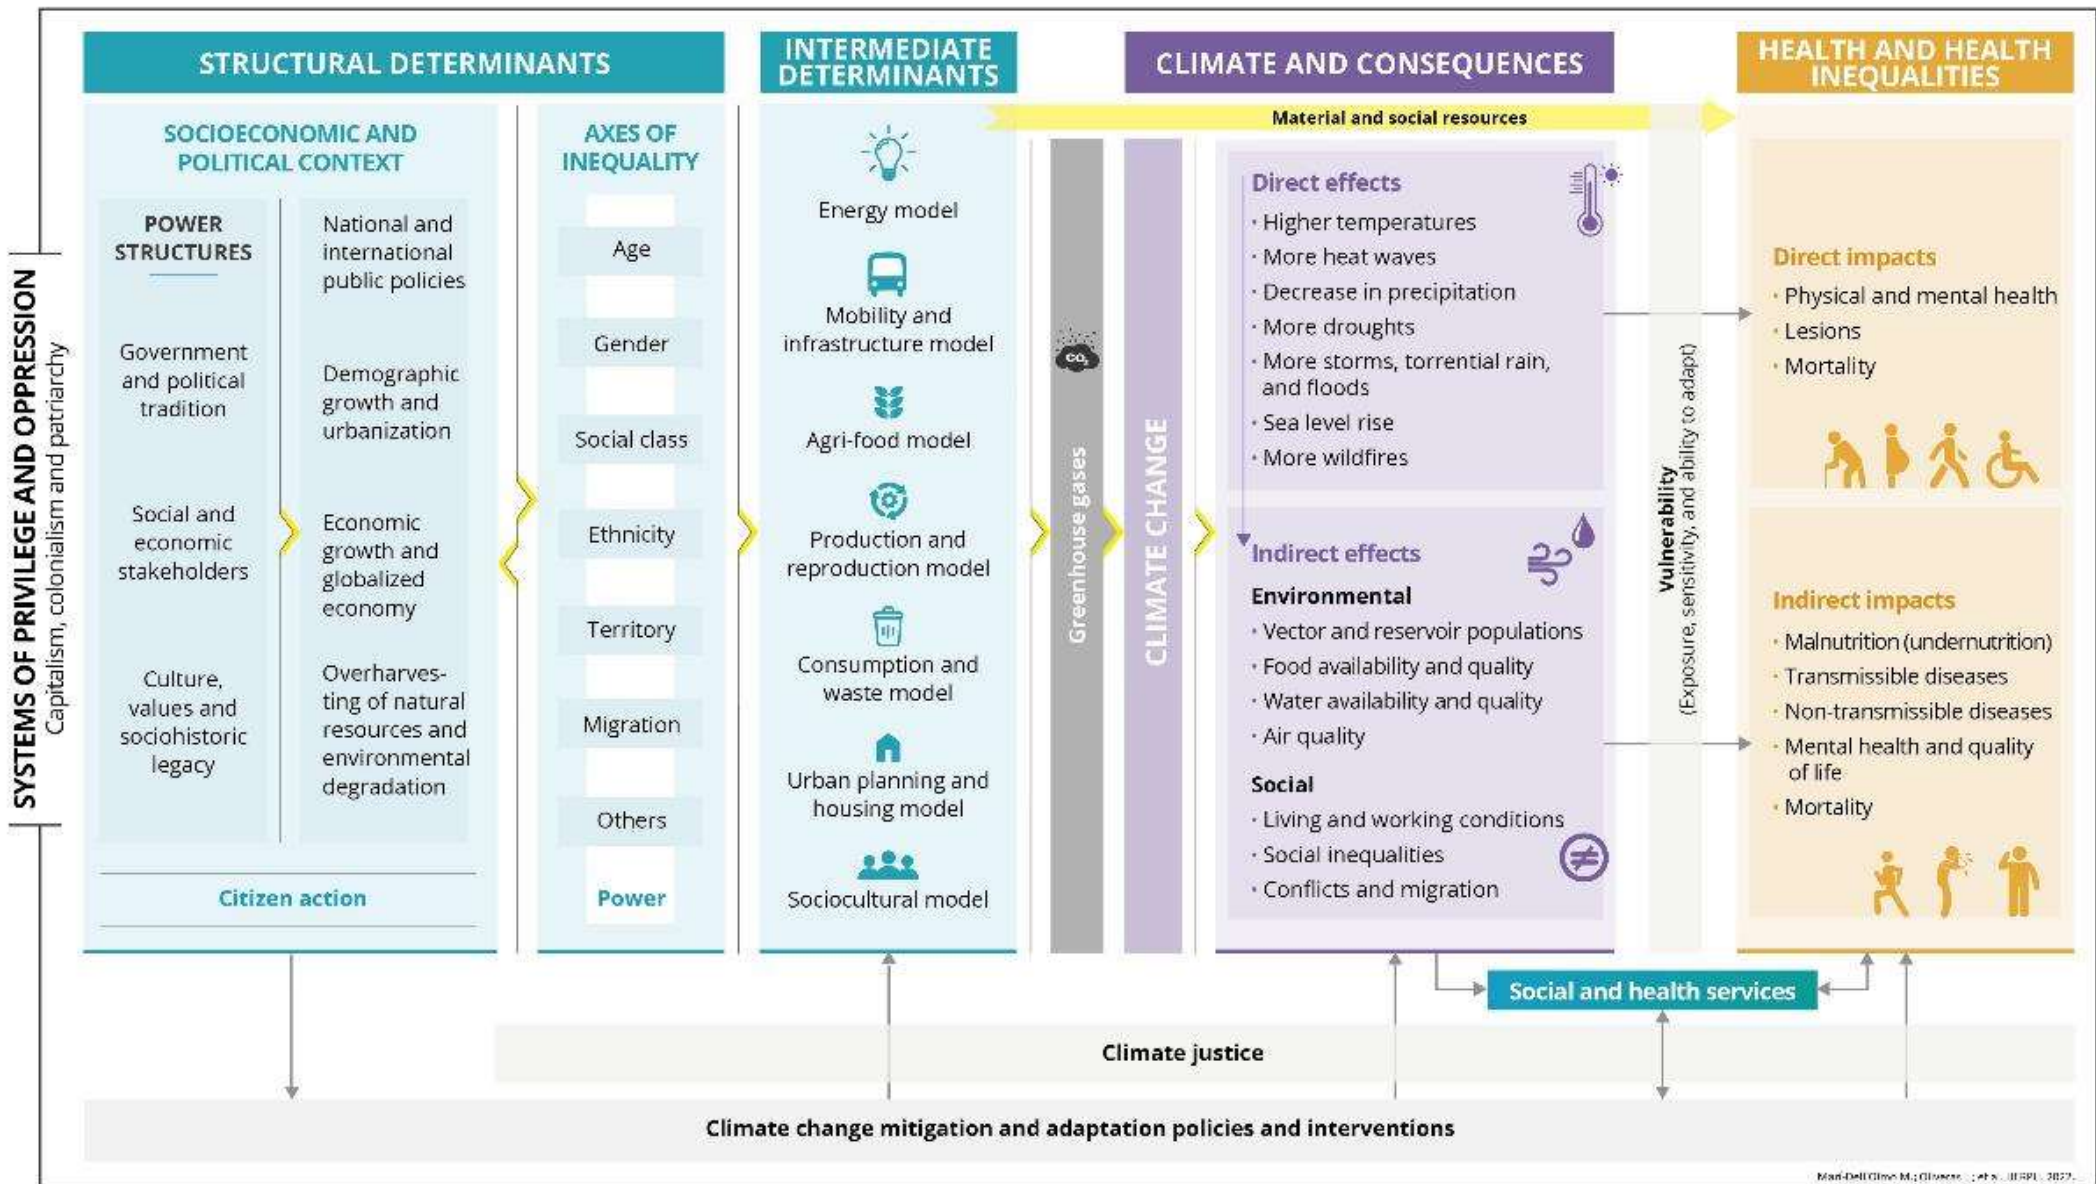 SYSTEMS OF PRIVILEGE AND OPPRESSION
Capitalism, colonialism and patriarchy
STRUCTURAL DETERMINANTS
SOCIOECONOMIC AND
POLITICAL CONTEXT
POWER
STRUCTURES
Government
and political
tradition
Social and
economic
stakeholders
Culture,
values and
sociohistoric
legacy
National and
international
public policies
Demographic
growth and
urbanization
Economic
growth and
globalized
economy
Overharves-
ting of natural
resources and
environmental
degradation
Citizen action
AXES OF
INEQUALITY
Age
Gender
Social class
Ethnicity
Territory
Migration
Others
Power
INTERMEDIATE
DETERMINANTS
Energy model
Mobility and
infrastructure model
Agri-food model
Production and
reproduction model
Consumption and
waste model
Urban planning and
housing model
Sociocultural model
CO₂
Greenhouse gases
CLIMATE AND CONSEQUENCES
Material and social resources
CLIMATE CHANGE
Direct effects
· Higher temperatures
· More heat waves
· Decrease in precipitation
· More droughts
· More storms, torrential rain,
and floods
· Sea level rise
· More wildfires
Indirect effects
Environmental
· Vector and reservoir populations
· Food availability and quality
· Water availability and quality
· Air quality
Social
· Living and working conditions
· Social inequalities
· Conflicts and migration
Vulnerability
(Exposure, sensitivity, and ability to adapt)
HEALTH AND HEALTH
INEQUALITIES
Direct impacts
· Physical and mental health
· Lesions
· Mortality
Indirect impacts
· Malnutrition (undernutrition)
· Transmissible diseases
· Non-transmissible diseases
· Mental health and quality
of life
· Mortality
Social and health services
Climate justice
Climate change mitigation and adaptation policies and interventions
Marí-Dell'Olmo M.; Oliveras 2022.